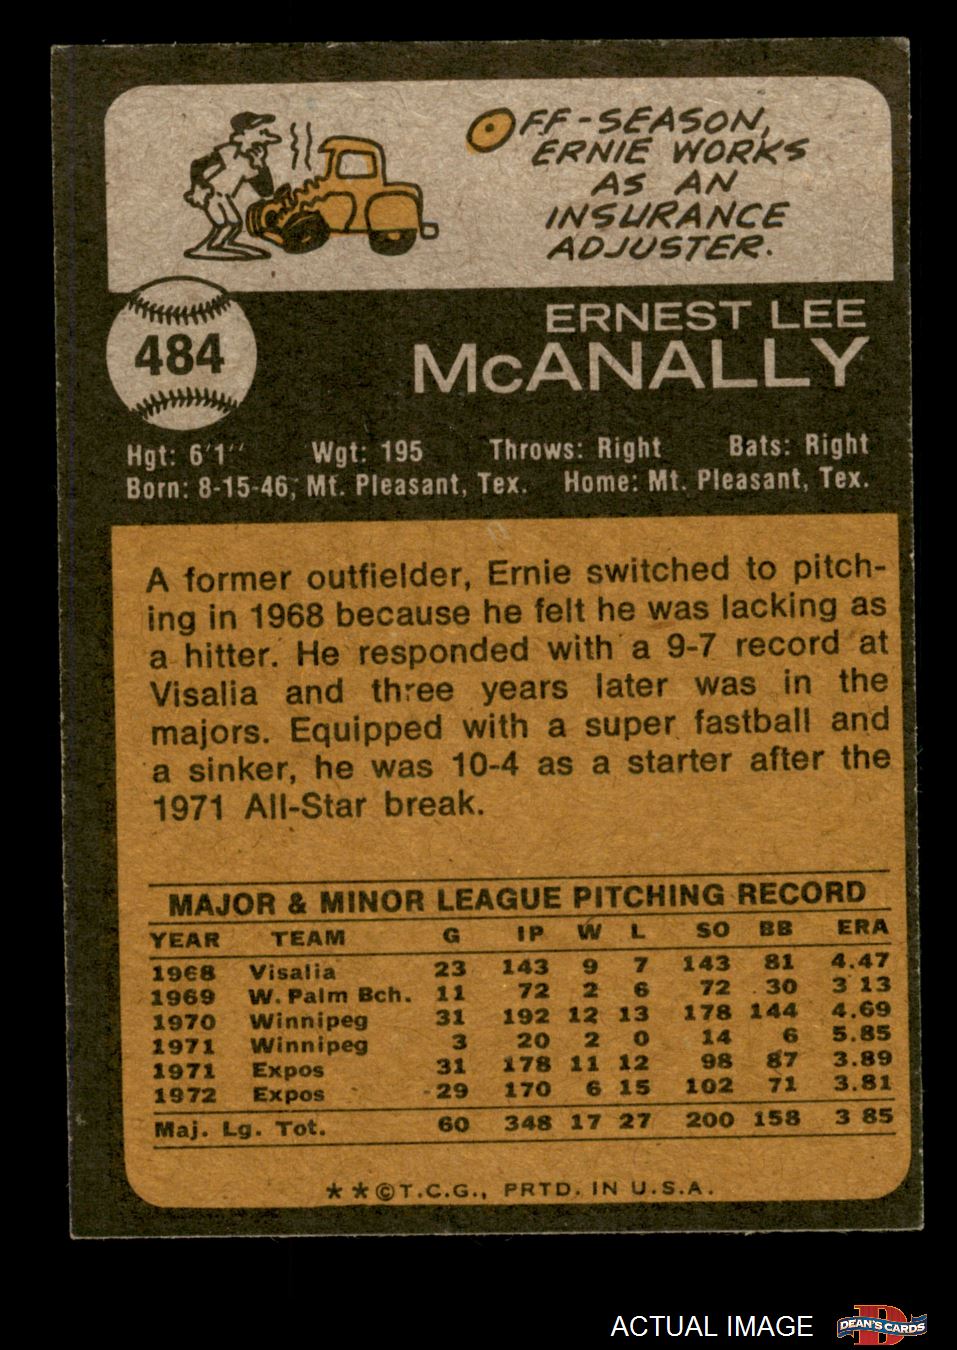 OFF-SEASON,
ERNIE WORKS
AS AN
INSURANCE
ADJUSTER.
484
ERNEST LEE
McANALLY
Hgt: 6'1" Wgt: 195 Throws: Right Bats: Right
Born: 8-15-46, Mt. Pleasant, Tex. Home: Mt. Pleasant, Tex.
A former outfielder, Ernie switched to pitch-
ing in 1968 because he felt he was lacking as
a hitter. He responded with a 9-7 record at
Visalia and three years later was in the
majors. Equipped with a super fastball and
a sinker, he was 10-4 as a starter after the
1971 All-Star break.
MAJOR & MINOR LEAGUE PITCHING RECORD
YEAR TEAM G IP W L SO BB ERA
1968 Visalia 23 143 9 7 143 81 4.47
1969 W. Palm Bch. 11 72 2 6 72 30 3 13
1970 Winnipeg 31 192 12 13 178 144 4.69
1971 Winnipeg 3 20 2 0 14 6 5.85
1971 Expos 31 178 11 12 98 87 3.89
1972 Expos 29 170 6 15 102 71 3.81
Maj. Lg. Tot. 60 348 17 27 200 158 3 85
* * © T.C.G., PRTD. IN U.S.A.
ACTUAL IMAGE
DEAN'S CARDS